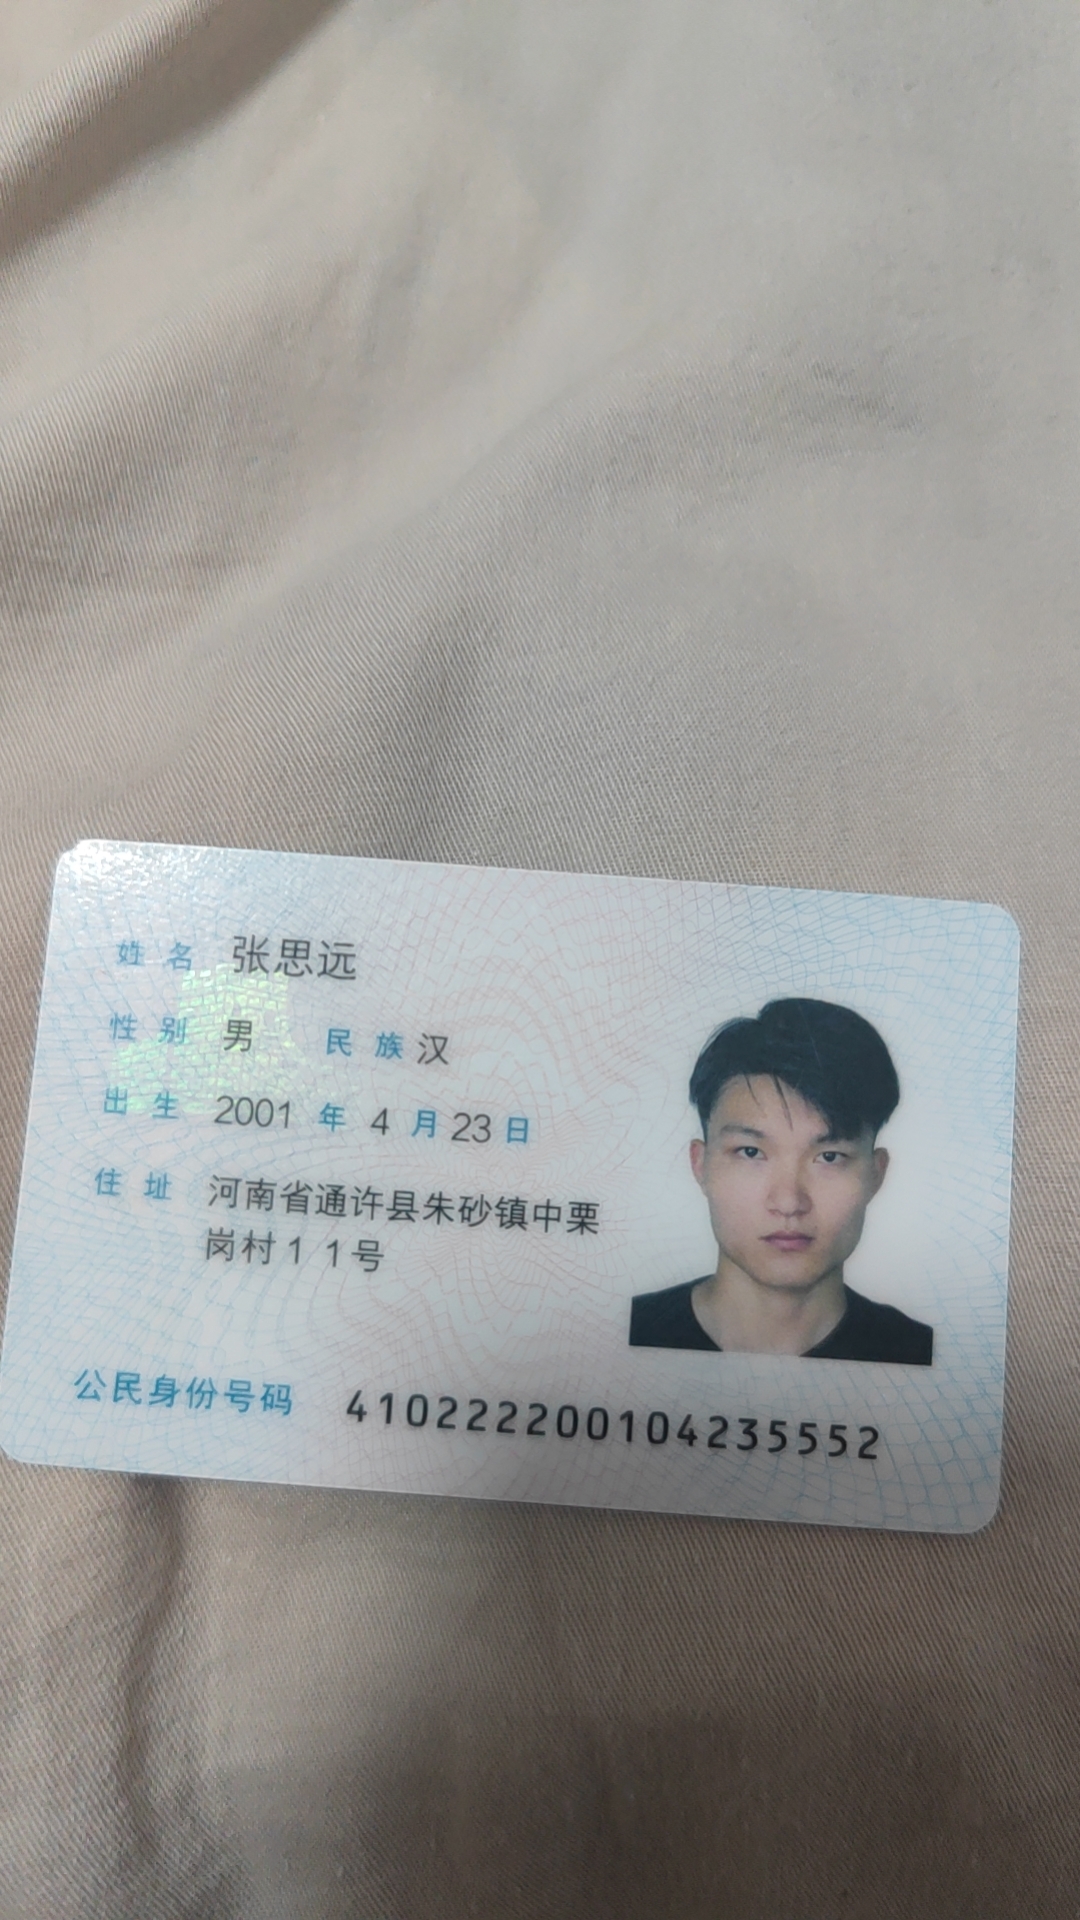 姓名 张思远
性别 男 民族 汉
出生 2001 年 4 月 23 日
住址 河南省通许县朱砂镇中栗
岗村11号
公民身份号码 410222200104235552